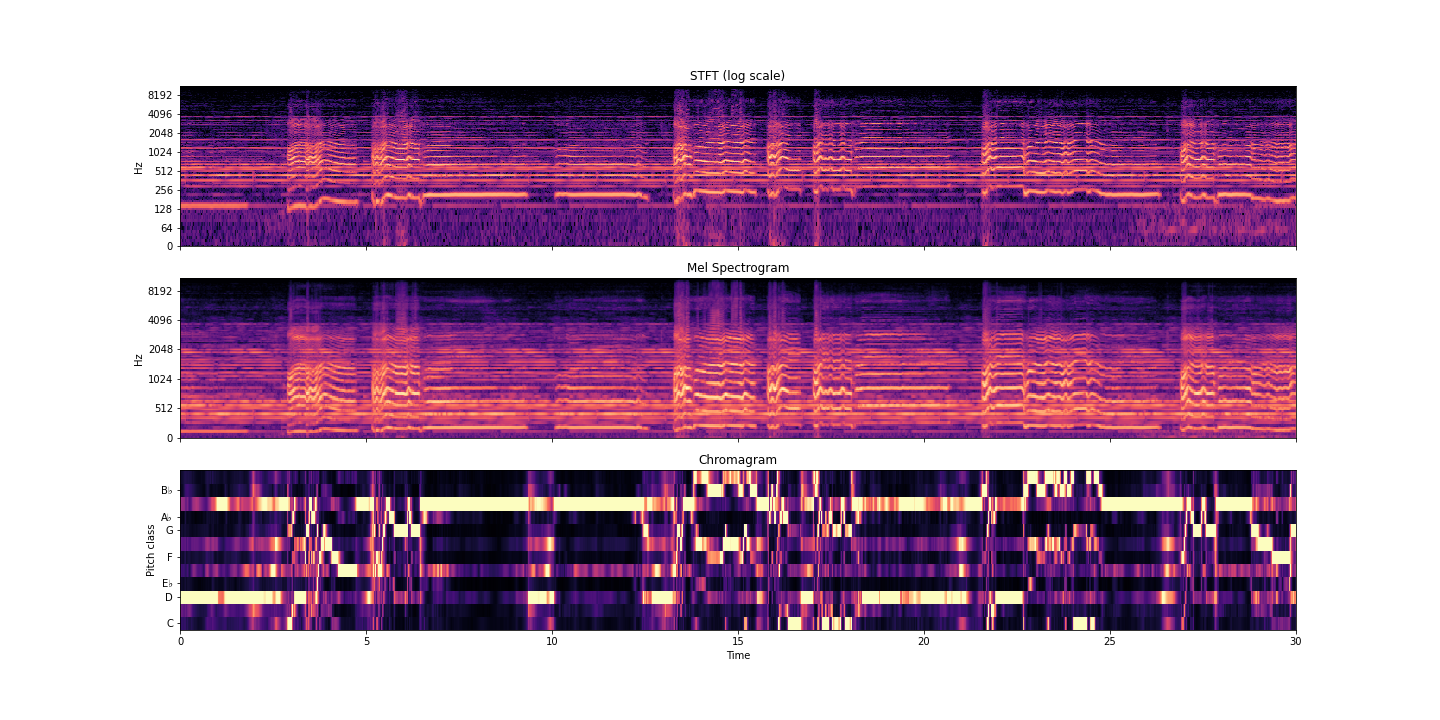 STFT (log scale)
8192
4096
2048
1024
512
256
128
64
0
Hz
Mel Spectrogram
8192
4096
2048
1024
512
0
Hz
Chromagram
B♭
A♭
G
F
E♭
D
C
Pitch class
0 5 10 15 20 25 30
Time